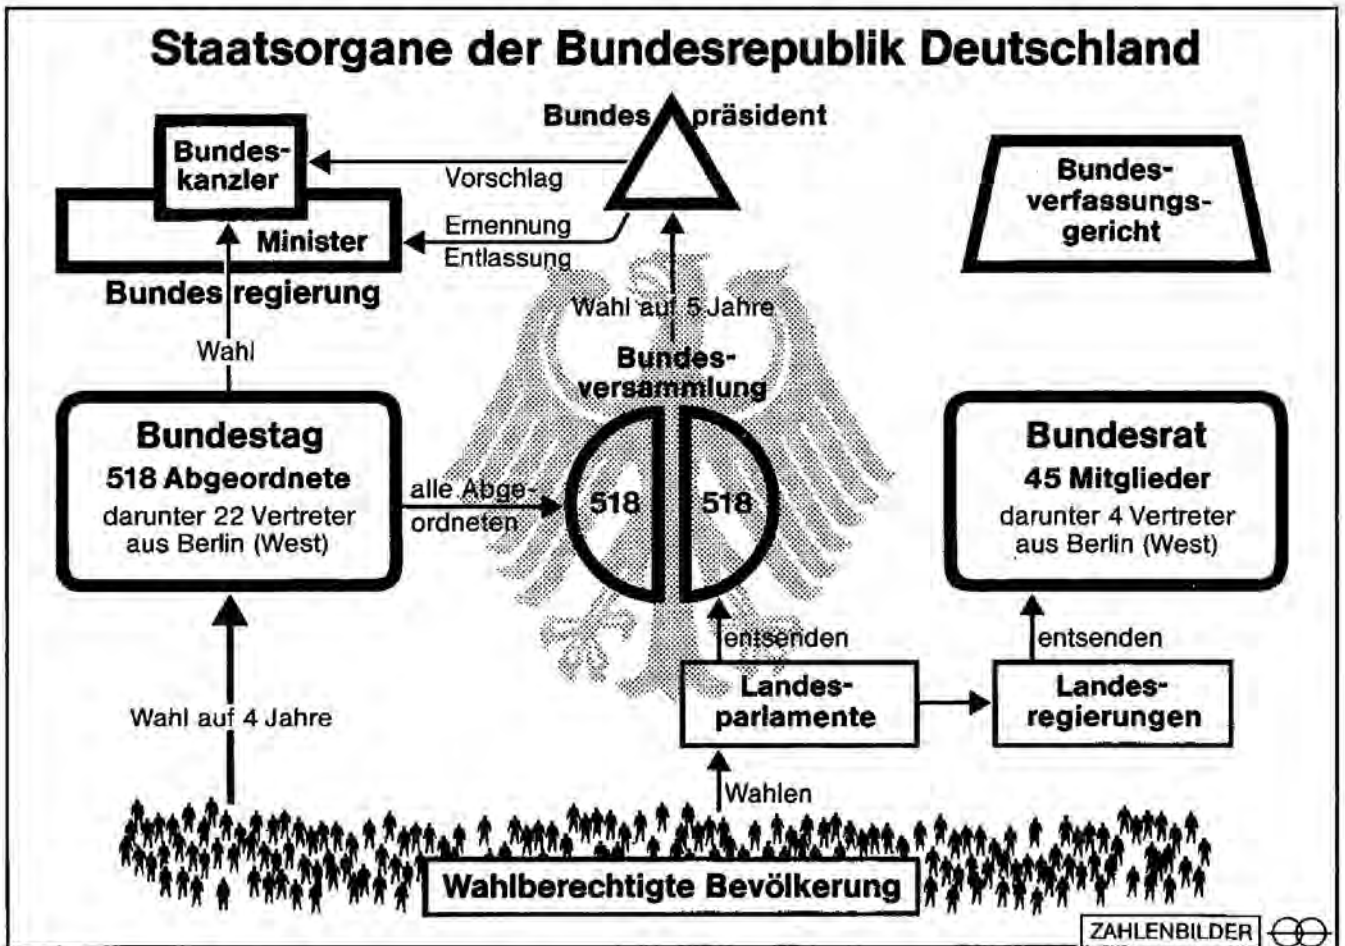 Staatsorgane der Bundesrepublik Deutschland
Bundes präsident
Bundes-
kanzler
Vorschlag
Minister
Ernennung
Entlassung
Bundes regierung
Bundes-
verfassungs-
gericht
Wahl auf 5 Jahre
Wahl
Bundes-
versammlung
Bundestag
518 Abgeordnete
darunter 22 Vertreter
aus Berlin (West)
alle Abge-
ordneten
518 518
Bundesrat
45 Mitglieder
darunter 4 Vertreter
aus Berlin (West)
entsenden
entsenden
Landes-
parlamente
Landes-
regierungen
Wahl auf 4 Jahre
Wahlen
Wahlberechtigte Bevölkerung
ZAHLENBILDER